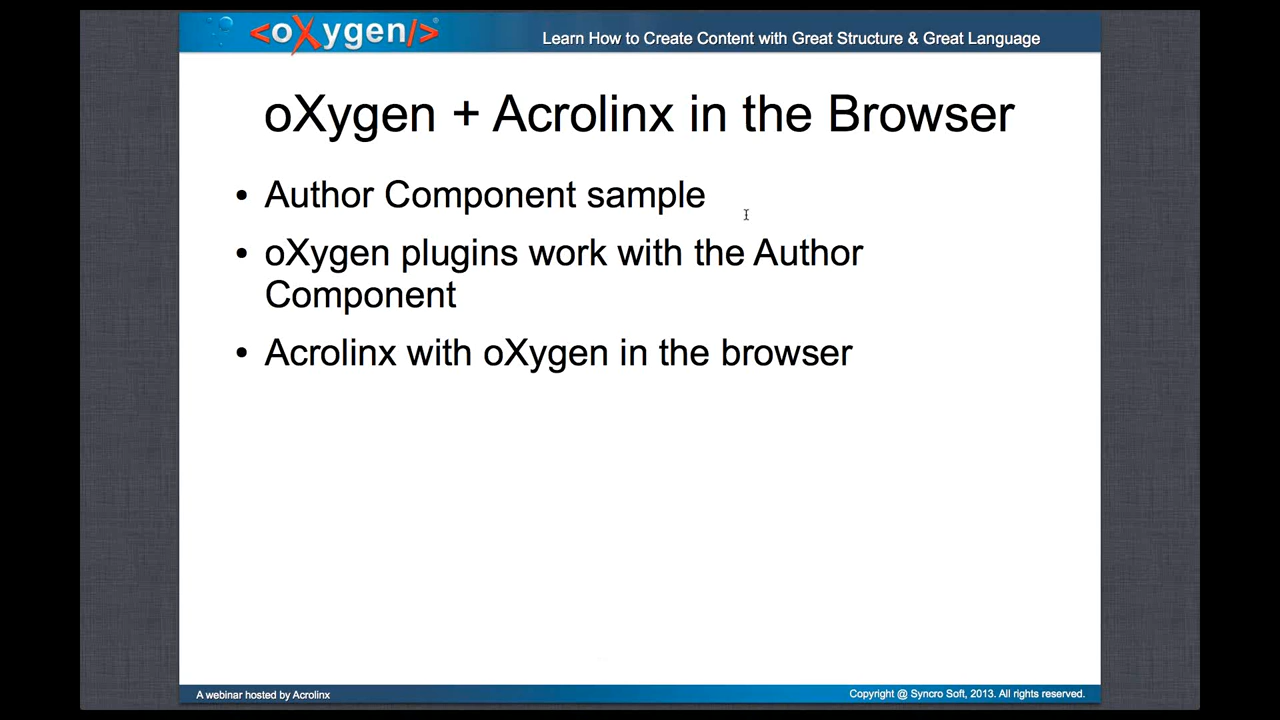 <oXygen/>®
Learn How to Create Content with Great Structure & Great Language
oXygen + Acrolinx in the Browser
• Author Component sample
• oXygen plugins work with the Author
Component
• Acrolinx with oXygen in the browser
A webinar hosted by Acrolinx
Copyright @ Syncro Soft, 2013. All rights reserved.